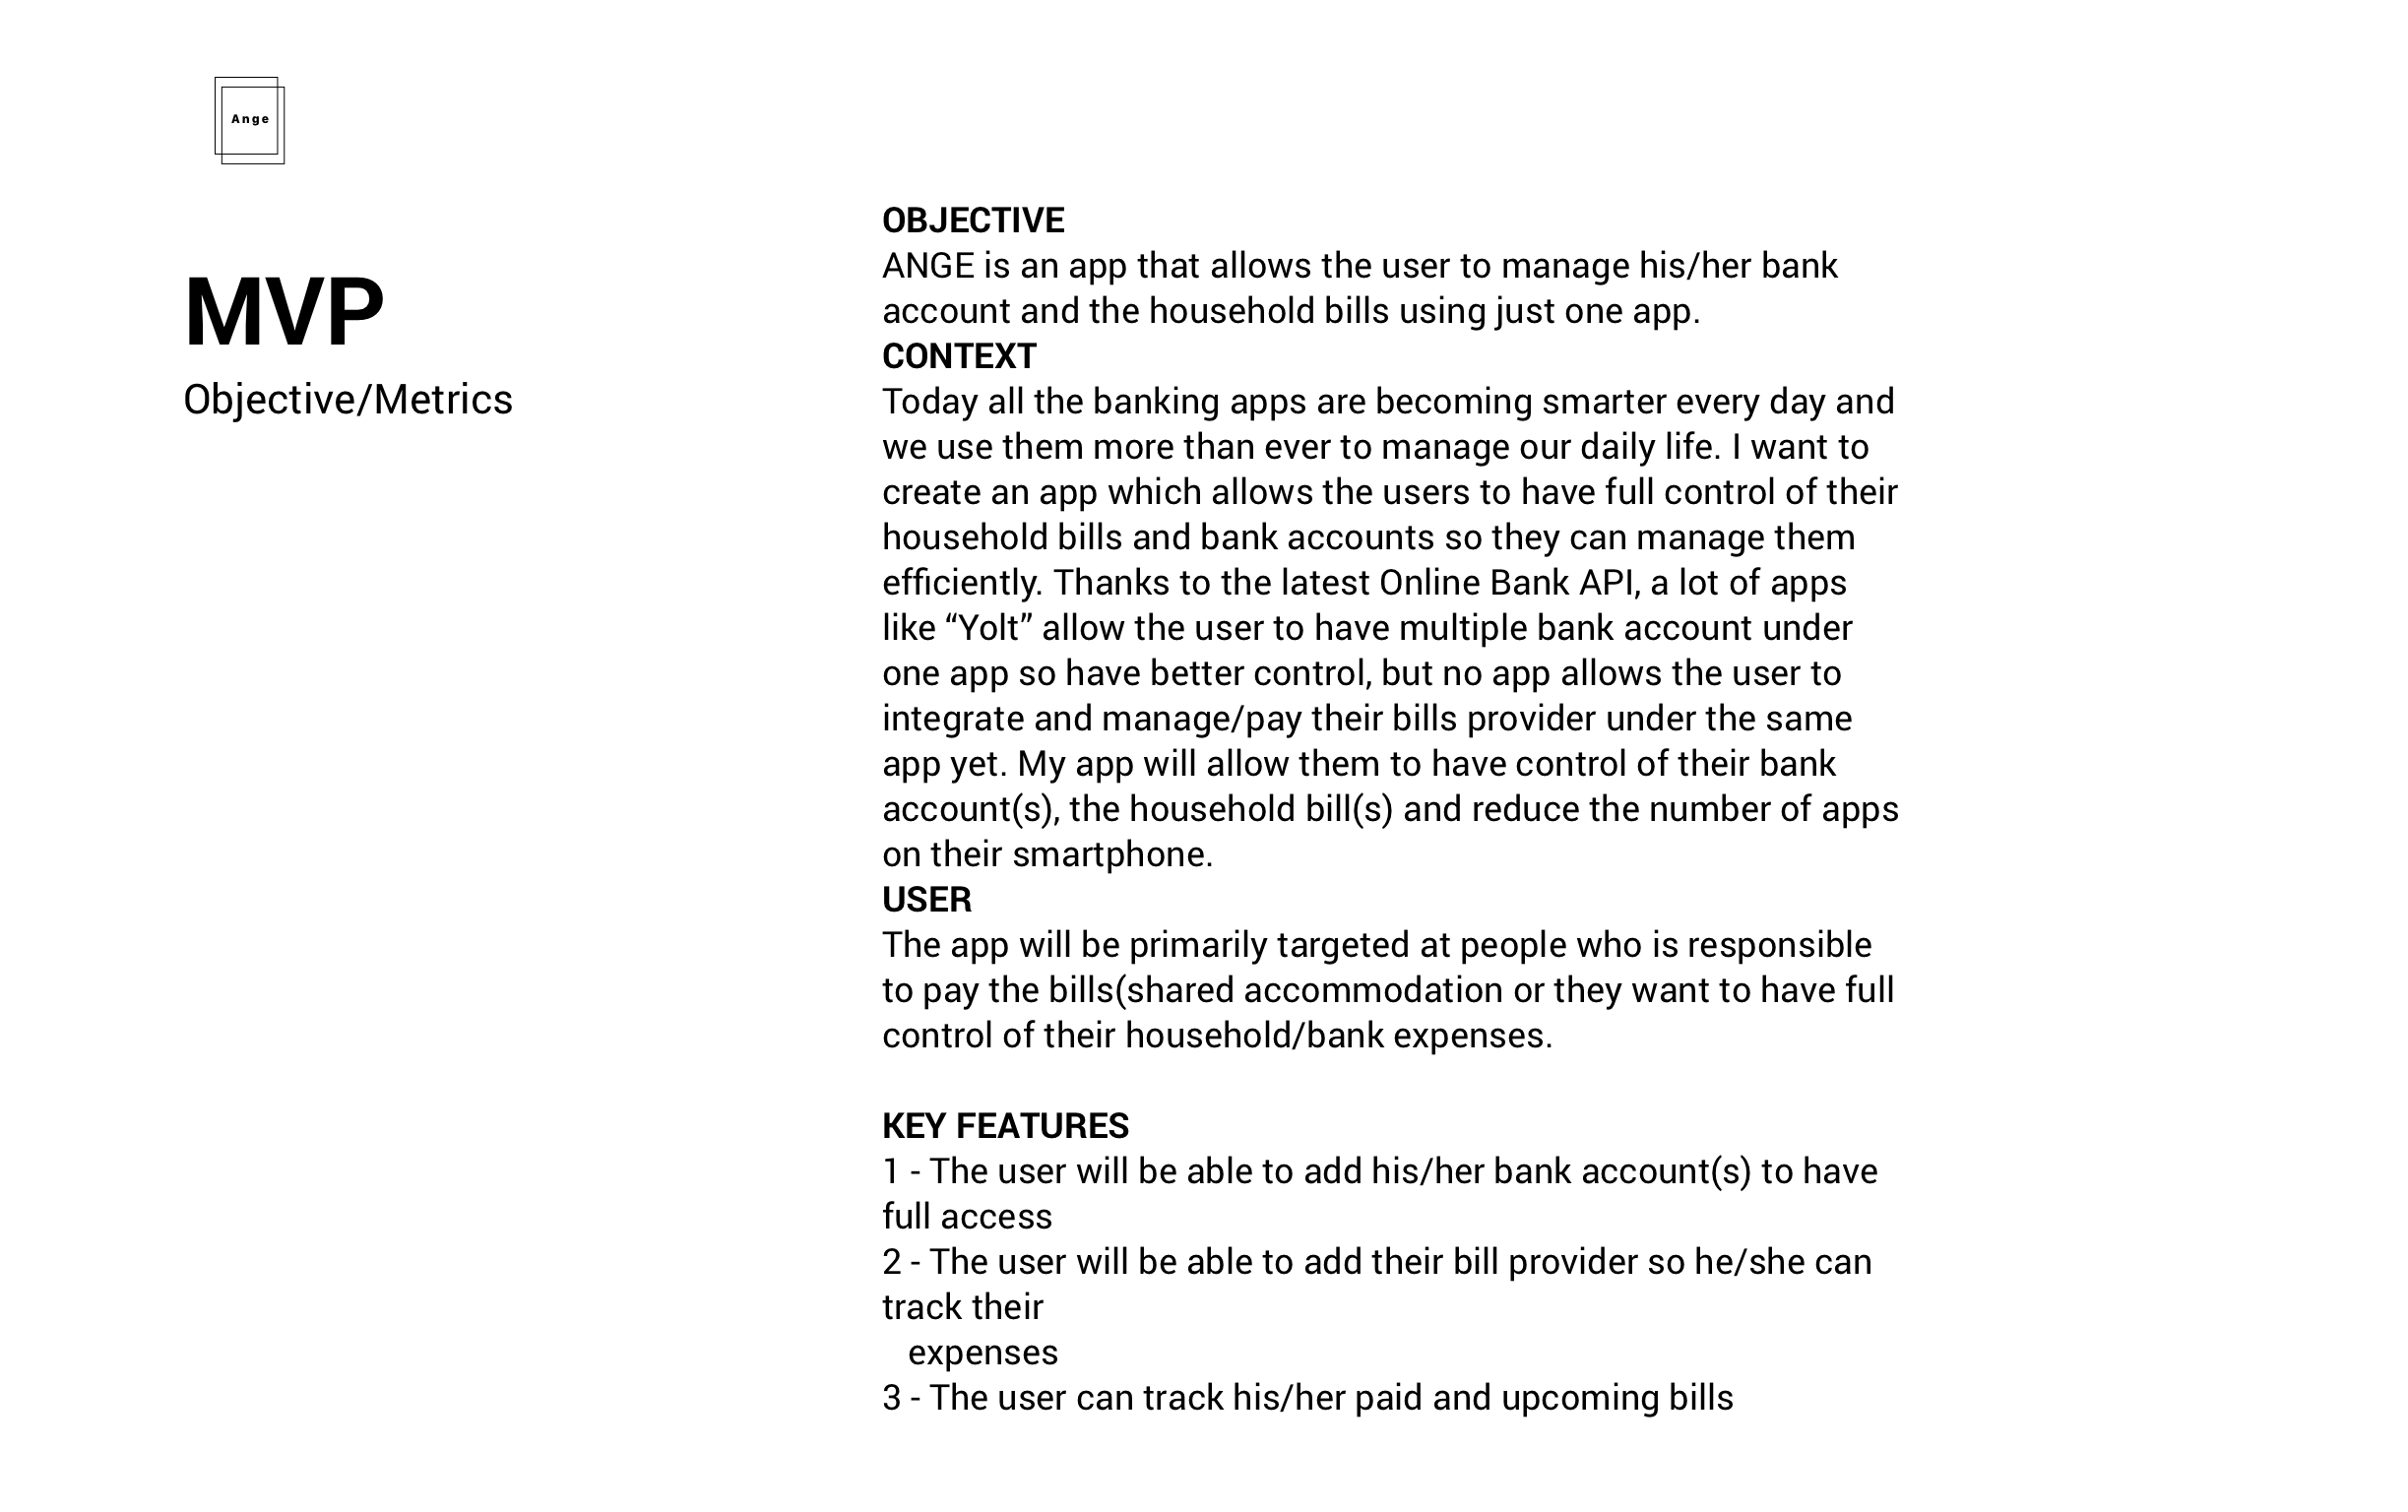 Ange
MVP
Objective/Metrics
OBJECTIVE
ANGE is an app that allows the user to manage his/her bank
account and the household bills using just one app.
CONTEXT
Today all the banking apps are becoming smarter every day and
we use them more than ever to manage our daily life. I want to
create an app which allows the users to have full control of their
household bills and bank accounts so they can manage them
efficiently. Thanks to the latest Online Bank API, a lot of apps
like “Yolt” allow the user to have multiple bank account under
one app so have better control, but no app allows the user to
integrate and manage/pay their bills provider under the same
app yet. My app will allow them to have control of their bank
account(s), the household bill(s) and reduce the number of apps
on their smartphone.
USER
The app will be primarily targeted at people who is responsible
to pay the bills(shared accommodation or they want to have full
control of their household/bank expenses.
KEY FEATURES
1 - The user will be able to add his/her bank account(s) to have
full access
2 - The user will be able to add their bill provider so he/she can
track their
expenses
3 - The user can track his/her paid and upcoming bills